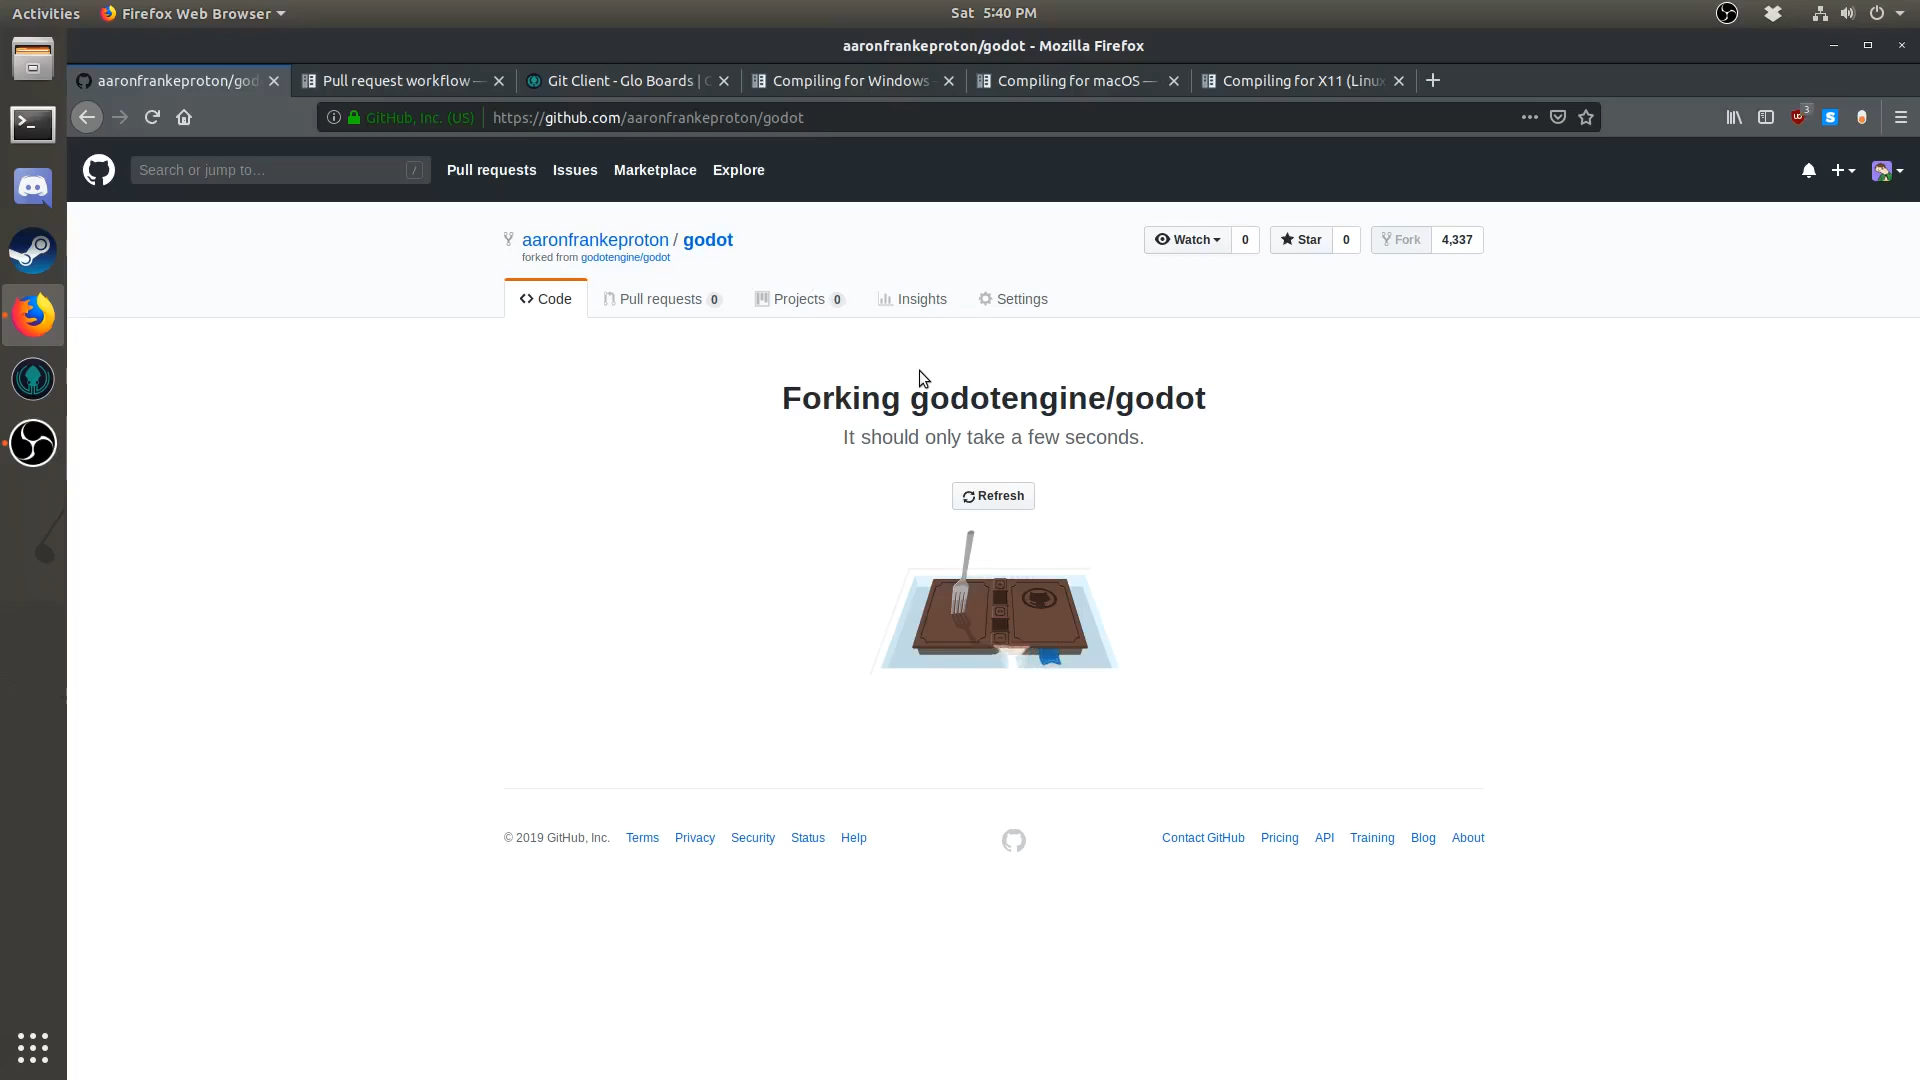 Activities Firefox Web Browser Sat 5:40 PM
aaronfrankeproton/godot - Mozilla Firefox
aaronfrankeproton/god Pull request workflow — Git Client - Glo Boards | Compiling for Windows Compiling for macOS — Compiling for X11 (Linux
GitHub, Inc. (US) https://github.com/aaronfrankeproton/godot 3 S
Search or jump to… / Pull requests Issues Marketplace Explore
aaronfrankeproton / godot Watch 0 Star 0 Fork 4,337
forked from godotengine/godot
Code Pull requests 0 Projects 0 Insights Settings
Forking godotengine/godot
It should only take a few seconds.
Refresh
© 2019 GitHub, Inc. Terms Privacy Security Status Help Contact GitHub Pricing API Training Blog About